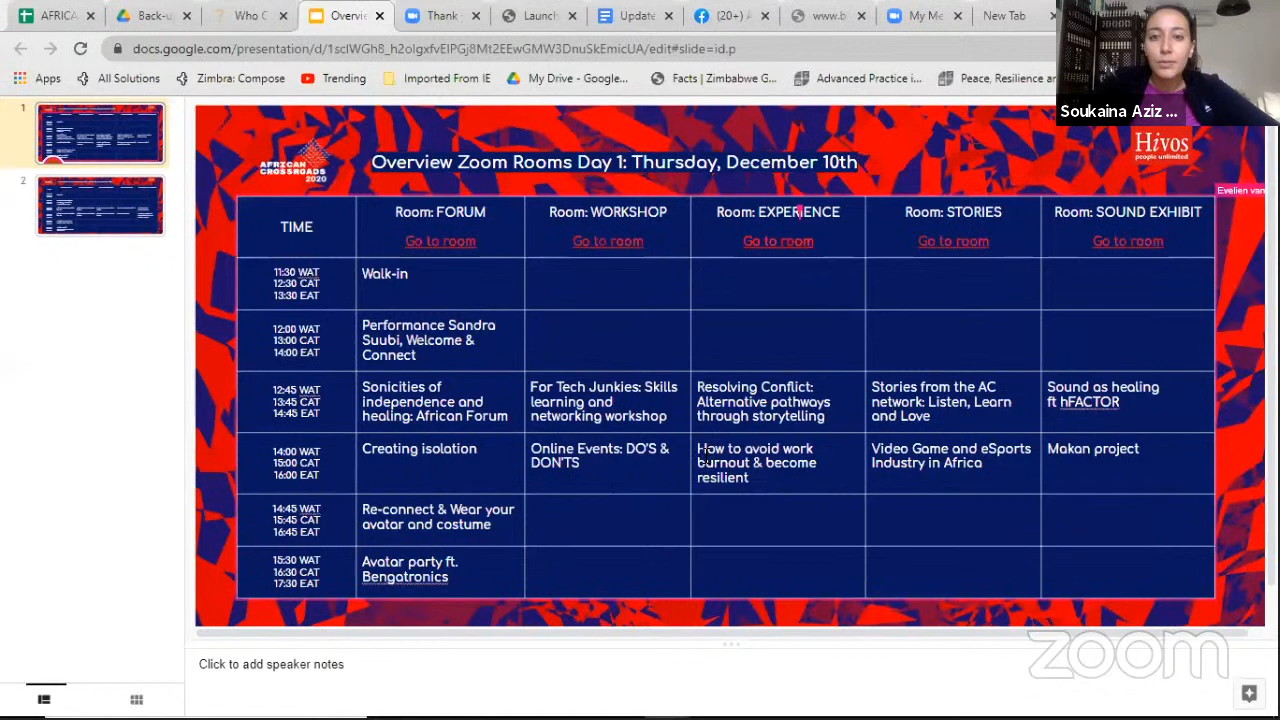 AFRICA
Back-up
Who C
Overvie
Thank
Launch
Update
(20+)
www.b
My Me
New Tab
docs.google.com/presentation/d/
/edit#slide=id.p
Apps
All Solutions
Zimbra: Compose
Trending
Imported From IE
My Drive - Google...
Facts | Zimbabwe G...
Advanced Practice i...
Peace, Resilience an
Soukaina Aziz ...
1
2
AFRICAN
CROSSROADS
2020
Overview Zoom Rooms Day 1: Thursday, December 10th
Hivos
people unlimited
Evelien van
TIME
Room: FORUM
Go to room
Room: WORKSHOP
Go to room
Room: EXPERIENCE
Go to room
Room: STORIES
Go to room
Room: SOUND EXHIBIT
Go to room
11:30 WAT
12:30 CAT
13:30 EAT
Walk-in
12:00 WAT
13:00 CAT
14:00 EAT
Performance Sandra
Suubi, Welcome &
Connect
12:45 WAT
13:45 CAT
14:45 EAT
Sonicities of
independence and
healing: African Forum
For Tech Junkies: Skills
learning and
networking workshop
Resolving Conflict:
Alternative pathways
through storytelling
Stories from the AC
network: Listen, Learn
and Love
Sound as healing
ft hFACTOR
14:00 WAT
15:00 CAT
16:00 EAT
Creating isolation
Online Events: DO'S &
DON'TS
How to avoid work
burnout & become
resilient
Video Game and eSports
Industry in Africa
Makan project
14:45 WAT
15:45 CAT
16:45 EAT
Re-connect & Wear your
avatar and costume
15:30 WAT
16:30 CAT
17:30 EAT
Avatar party ft.
Bengatronics
Click to add speaker notes
zoom